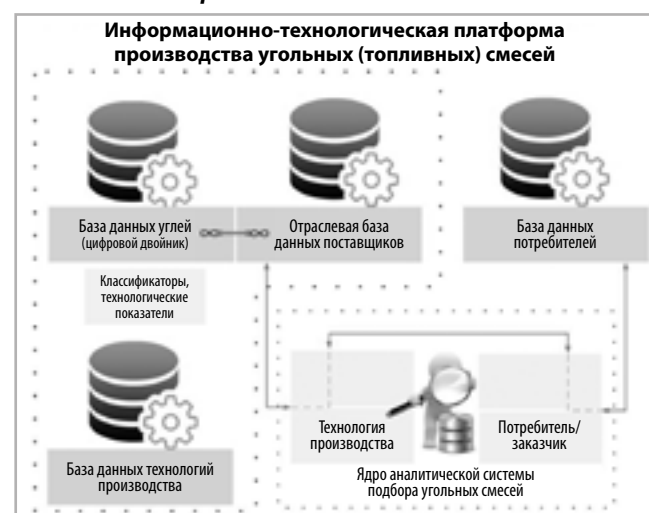 Информационно-технологическая платформа
производства угольных (топливных) смесей
База данных углей
(цифровой двойник)
Отраслевая база
данных поставщиков
База данных
потребителей
Классификаторы,
технологические
показатели
База данных технологий
производства
Технология
производства
Потребитель/
заказчик
Ядро аналитической системы
подбора угольных смесей